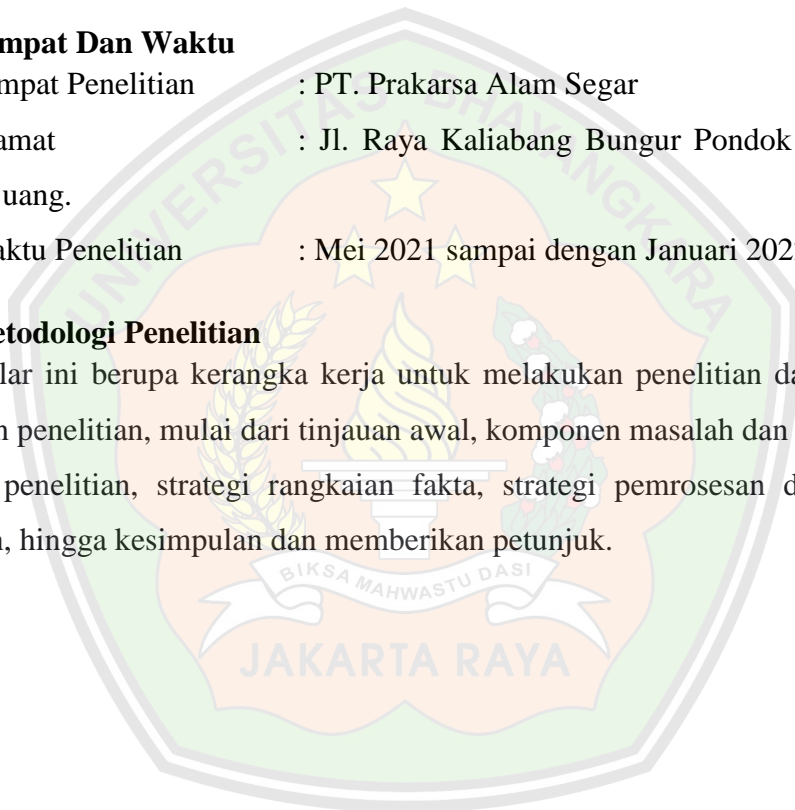 mpat Dan Waktu
mpat Penelitian : PT. Prakarsa Alam Segar
amat : Jl. Raya Kaliabang Bungur Pondok
uang.
aktu Penelitian : Mei 2021 sampai dengan Januari 202
etodologi Penelitian
lar ini berupa kerangka kerja untuk melakukan penelitian da
n penelitian, mulai dari tinjauan awal, komponen masalah dan
penelitian, strategi rangkaian fakta, strategi pemrosesan d
n, hingga kesimpulan dan memberikan petunjuk.
UNIVERSITAS BHAYANGKARA
BIKSA MAHWASTU DASI
JAKARTA RAYA